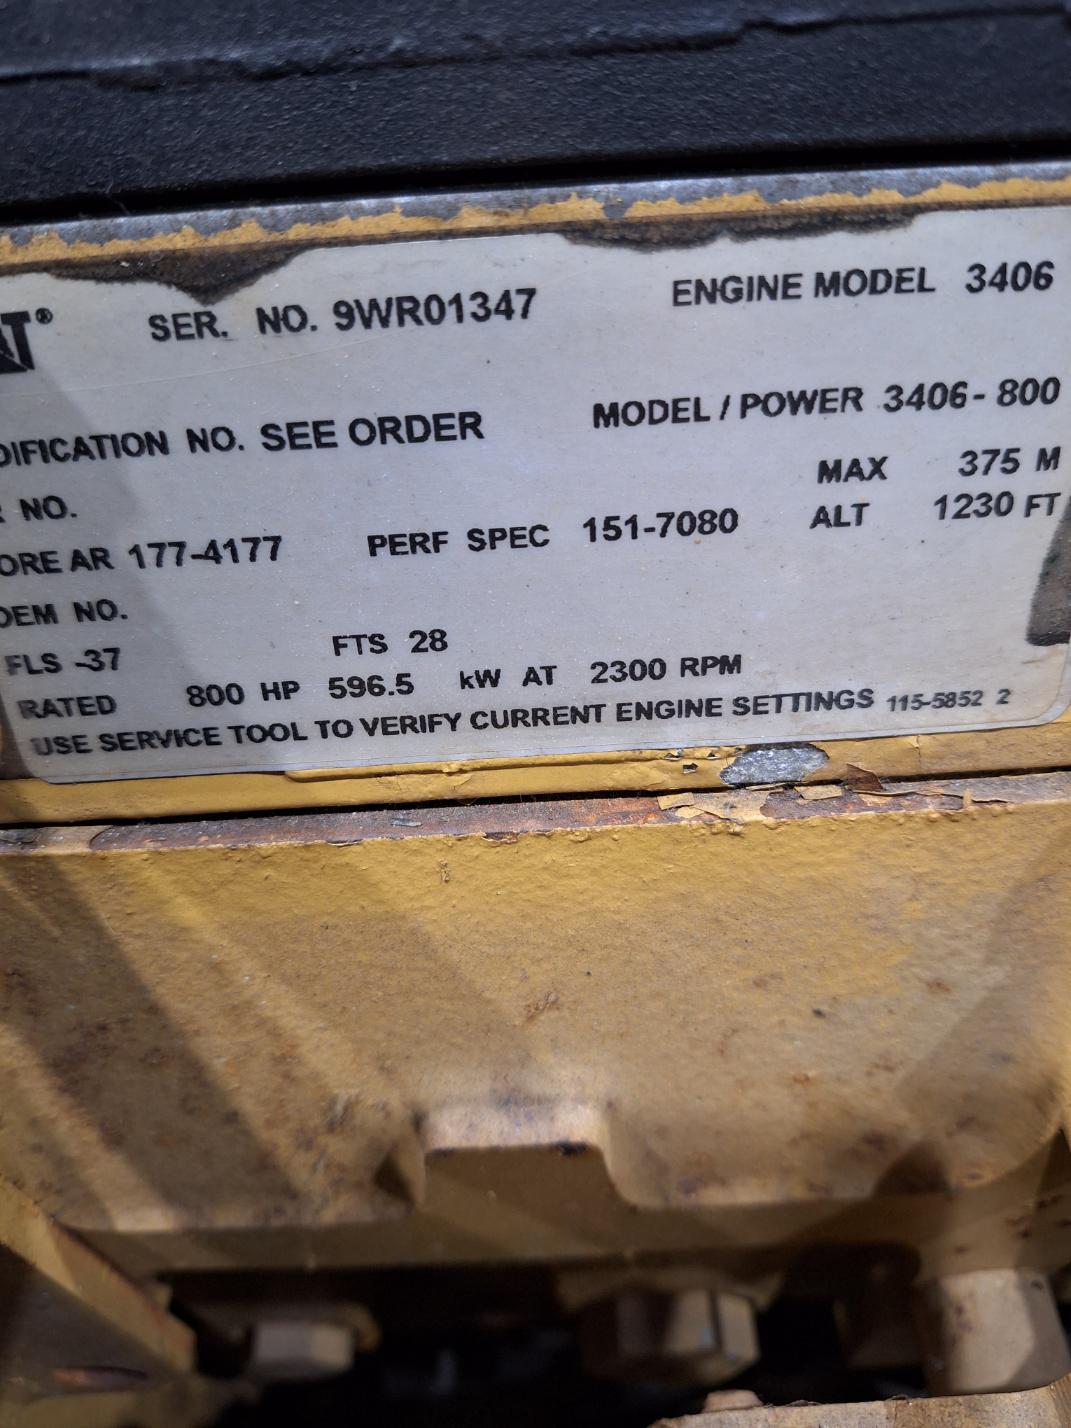 AT® SER. NO. 9WR01347 ENGINE MODEL 3406
DIFICATION NO. SEE ORDER MODEL / POWER 3406-800
R NO. MAX 375 M
ORE AR 177-4177 PERF SPEC 151-7080 ALT 1230 FT
OEM NO.
FLS -37 FTS 28
RATED 800 HP 596.5 kW AT 2300 RPM
USE SERVICE TOOL TO VERIFY CURRENT ENGINE SETTINGS 115-5852 2